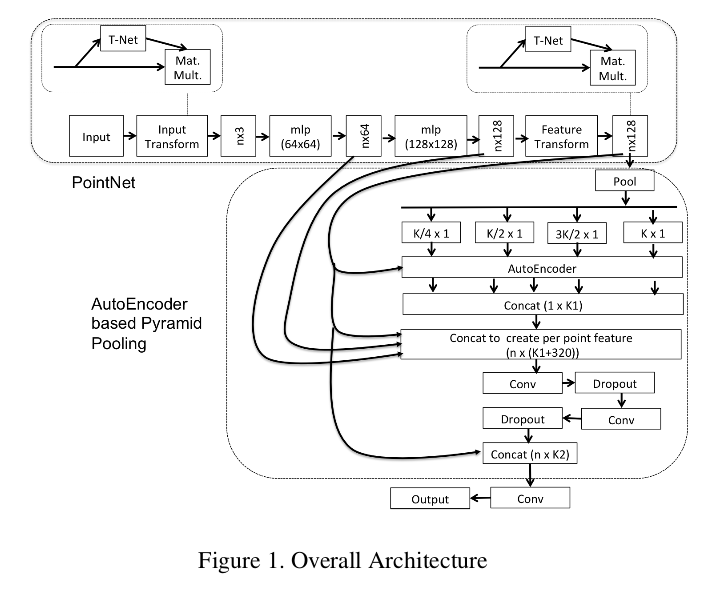 T-Net
Mat.
Mult.
T-Net
Mat.
Mult.
Input
Input
Transform
nx3
mlp
(64x64)
nx64
mlp
(128x128)
nx128
Feature
Transform
nx128
PointNet
Pool
K/4 x 1
K/2 x 1
3K/2 x 1
K x 1
AutoEncoder
Concat (1 x K1)
AutoEncoder
based Pyramid
Pooling
Concat to create per point feature
(n x (K1+320))
Conv
Dropout
Dropout
Conv
Concat (n x K2)
Output
Conv
Figure 1. Overall Architecture